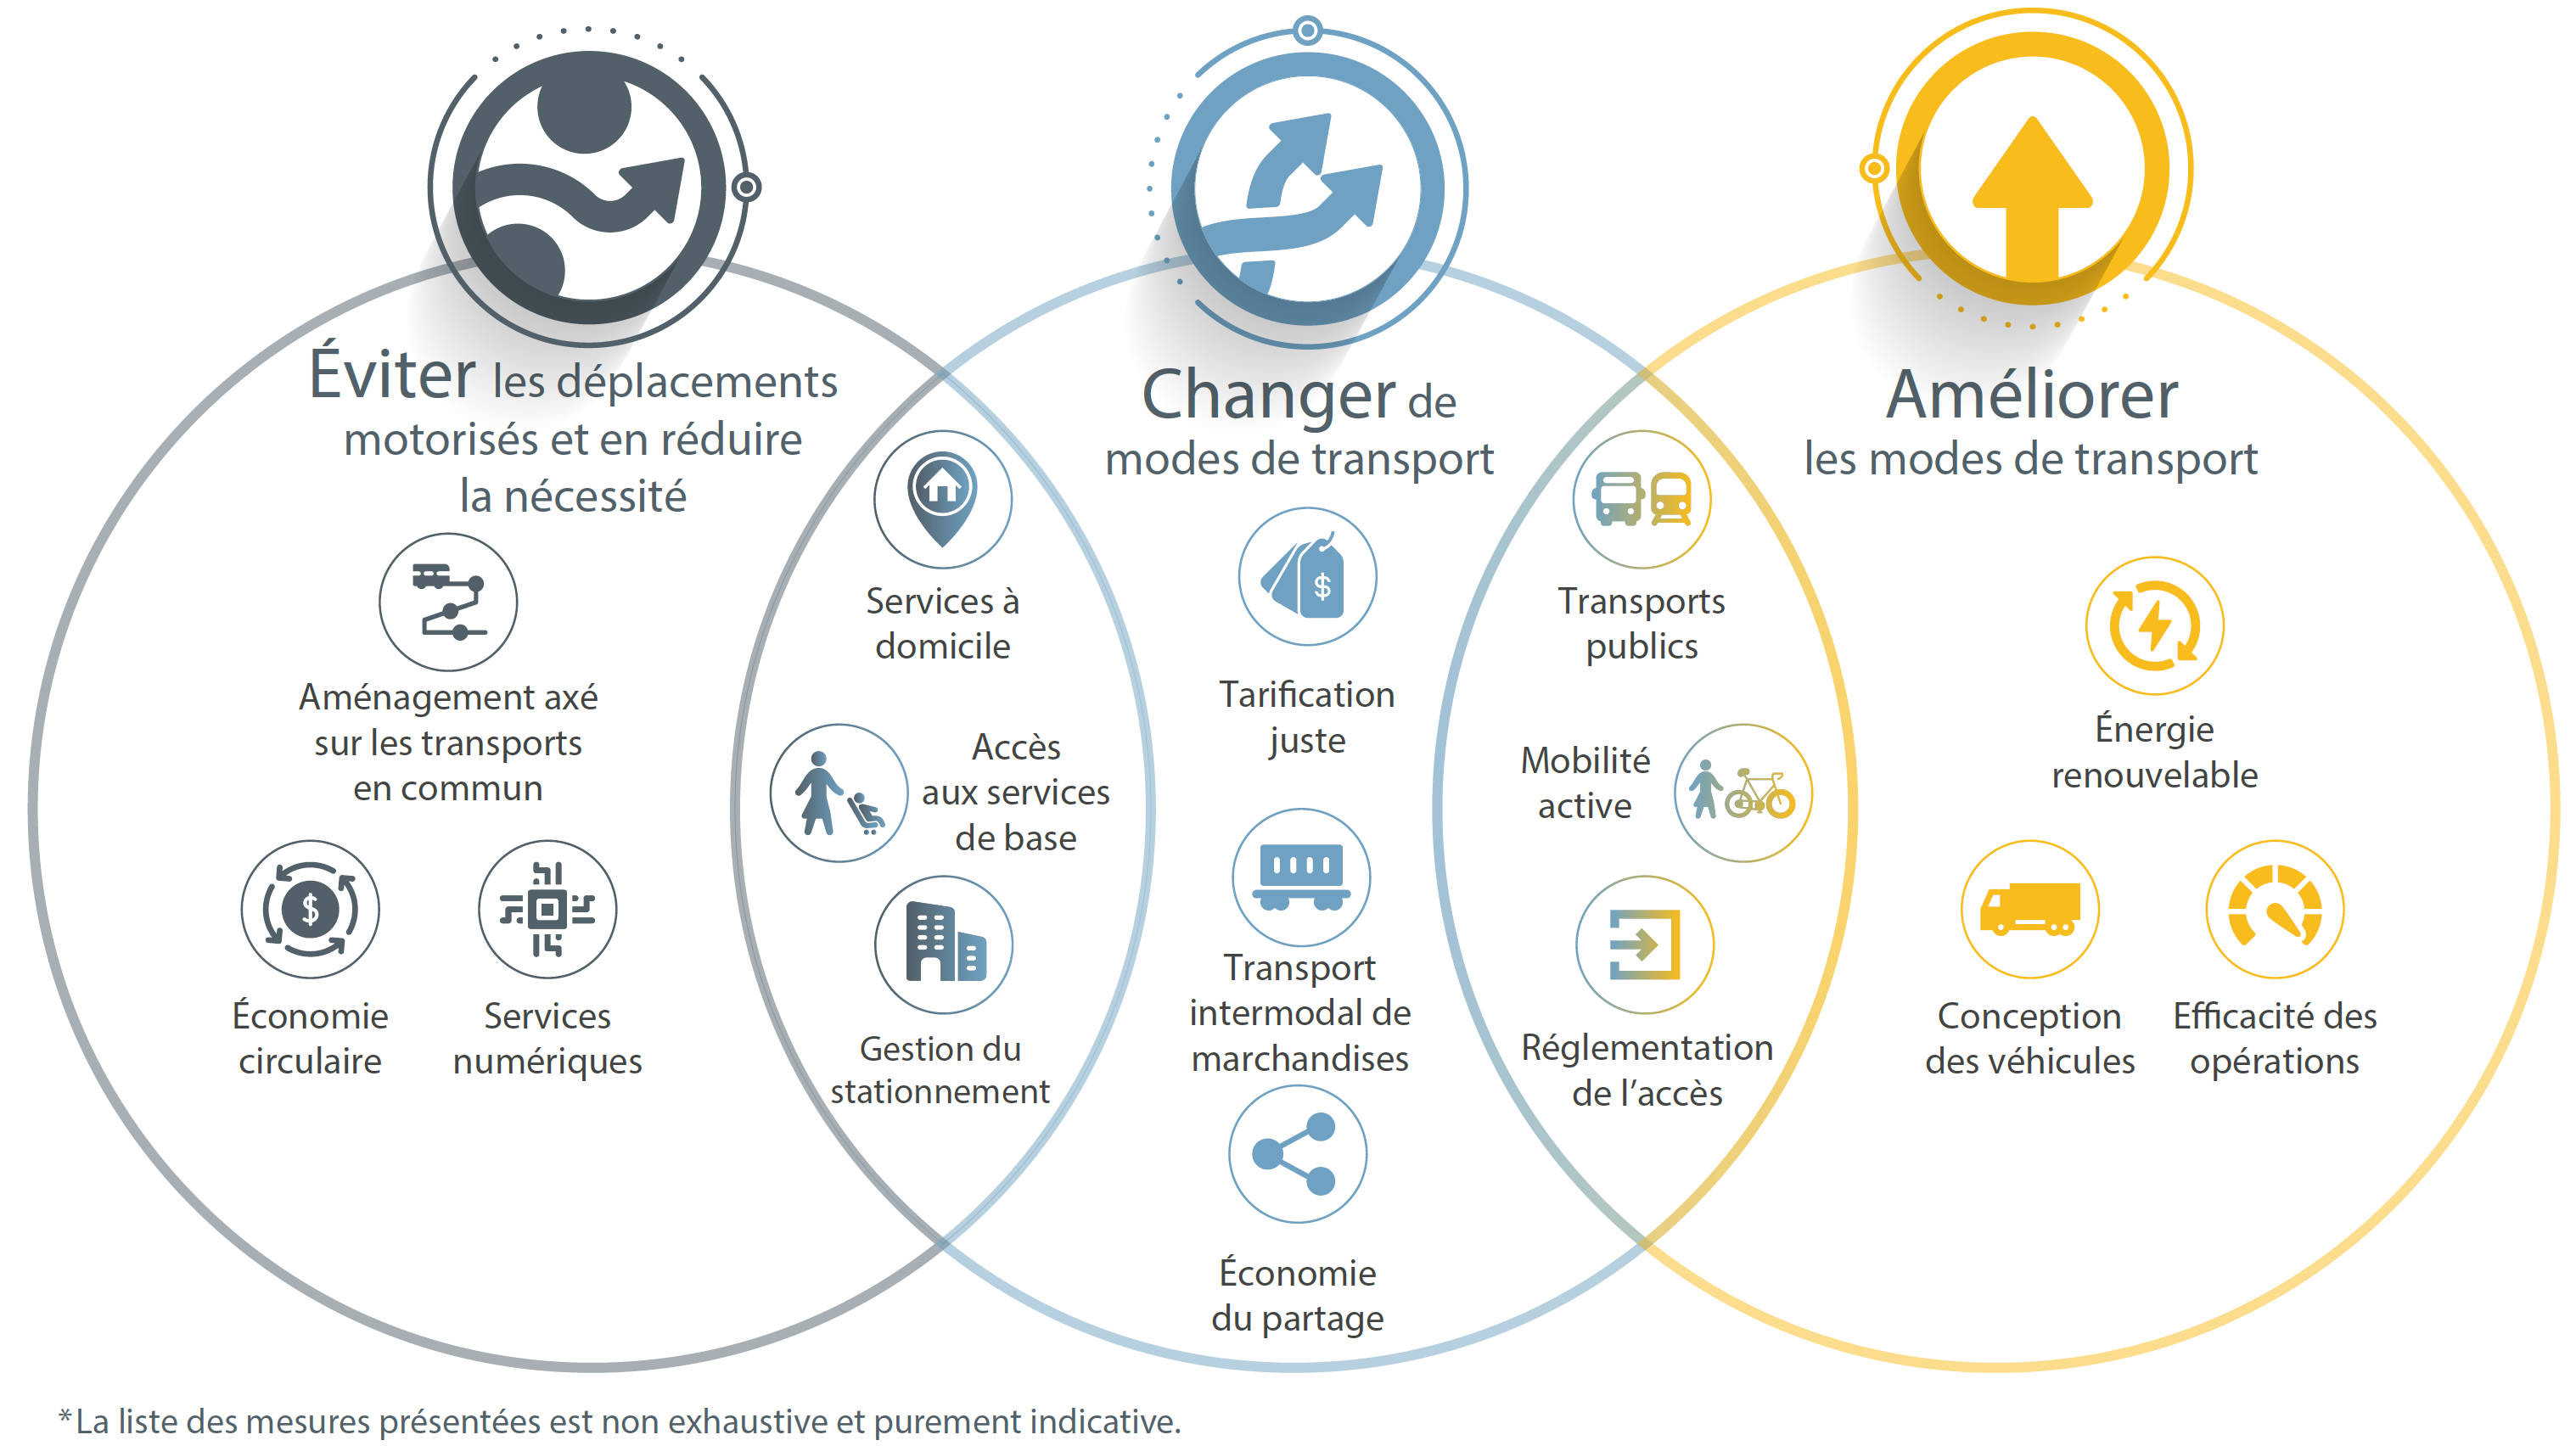 Éviter les déplacements
motorisés et en réduire
la nécessité
Aménagement axé
sur les transports
en commun
$
Économie
circulaire
Services
numériques
Services à
domicile
Accès
aux services
de base
Gestion du
stationnement
Changer de
modes de transport
$
Tarification
juste
Transport
intermodal de
marchandises
Économie
du partage
Transports
publics
Mobilité
active
Réglementation
de l’accès
Améliorer
les modes de transport
Énergie
renouvelable
Conception
des véhicules
Efficacité des
opérations
*La liste des mesures présentées est non exhaustive et purement indicative.